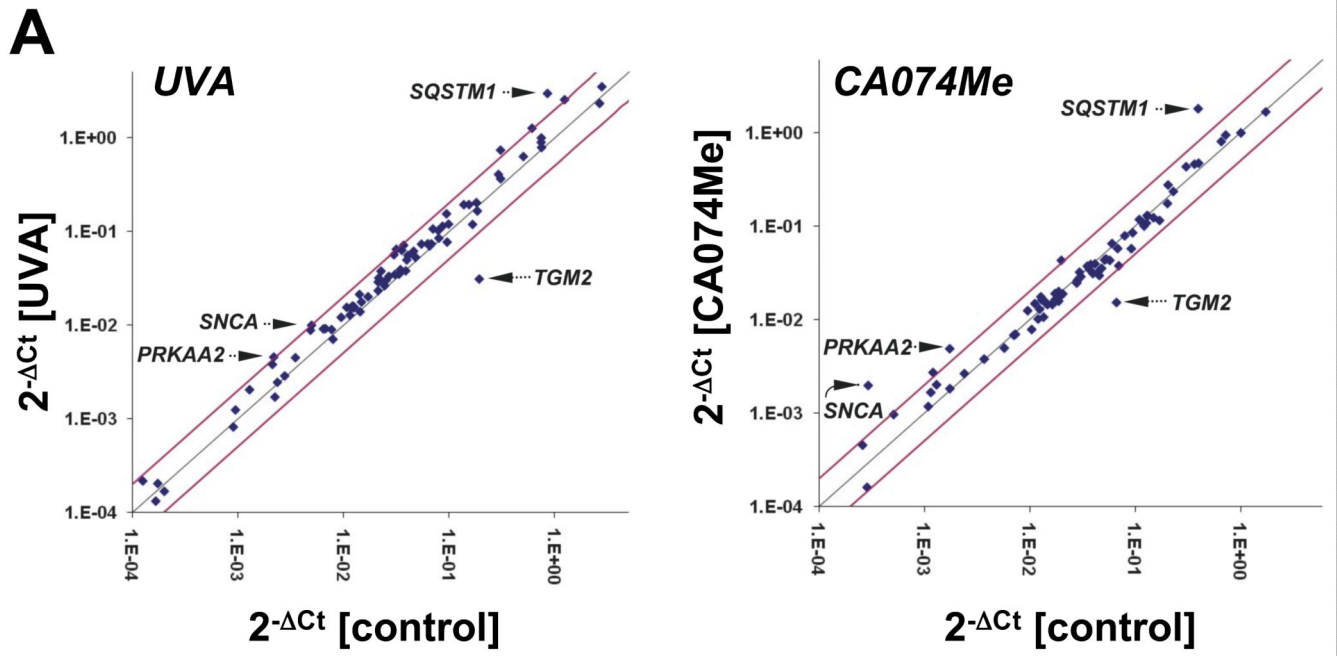 A
UVA
SQSTM1
TGM2
SNCA
PRKAA2
1.E+00
1.E-01
1.E-02
1.E-03
1.E-04
1.E-04
1.E-03
1.E-02
1.E-01
1.E+00
2-ΔCt [UVA]
2-ΔCt [control]
CA074Me
SQSTM1
TGM2
PRKAA2
SNCA
1.E+00
1.E-01
1.E-02
1.E-03
1.E-04
1.E-04
1.E-03
1.E-02
1.E-01
1.E+00
2-ΔCt [CA074Me]
2-ΔCt [control]